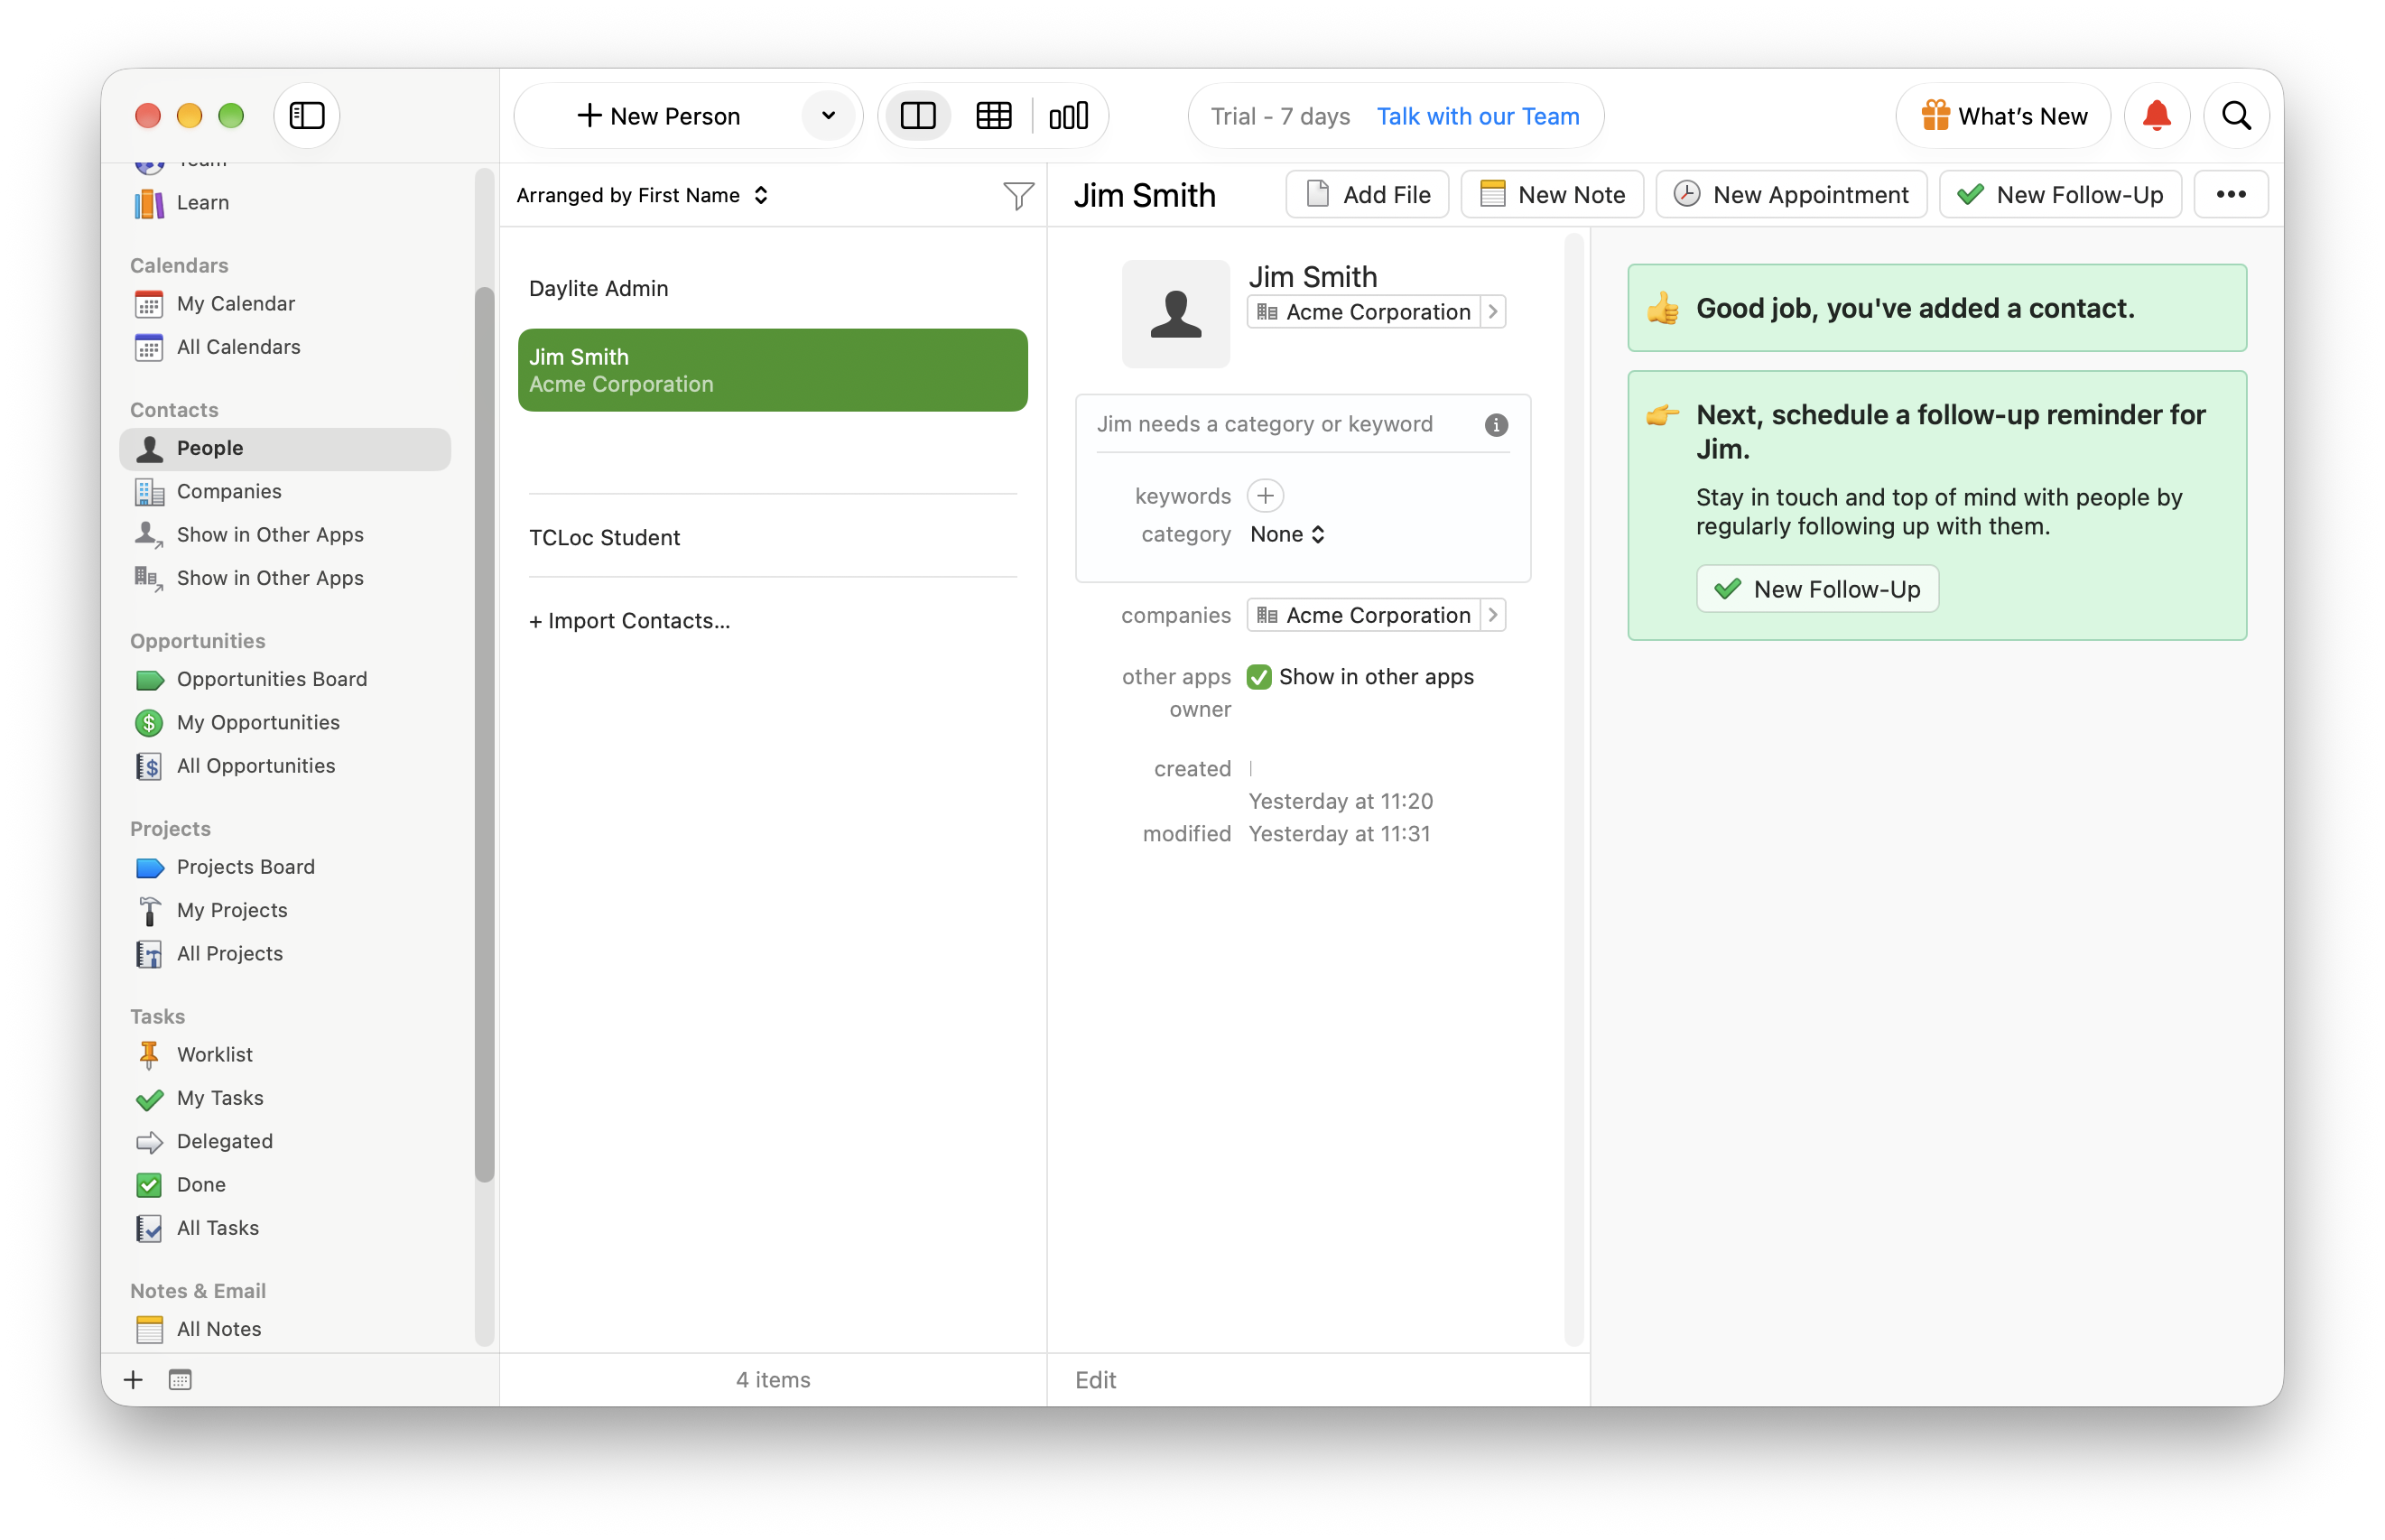 New Person
Trial - 7 days
Talk with our Team
What's New
Learn
Calendars
My Calendar
All Calendars
Contacts
People
Companies
Show in Other Apps
Show in Other Apps
Opportunities
Opportunities Board
My Opportunities
All Opportunities
Projects
Projects Board
My Projects
All Projects
Tasks
Worklist
My Tasks
Delegated
Done
All Tasks
Notes & Email
All Notes
Arranged by First Name
Daylite Admin
Jim Smith
Acme Corporation
TCLoc Student
+ Import Contacts...
4 items
Jim Smith
Add File
New Note
New Appointment
New Follow-Up
Jim Smith
Acme Corporation
Jim needs a category or keyword
keywords
category None
companies Acme Corporation
other apps Show in other apps
owner
created
Yesterday at 11:20
modified Yesterday at 11:31
Edit
Good job, you've added a contact.
Next, schedule a follow-up reminder for
Jim.
Stay in touch and top of mind with people by
regularly following up with them.
New Follow-Up